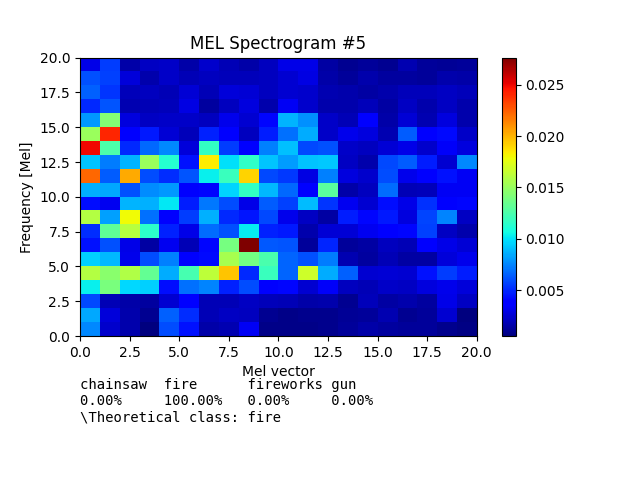 MEL Spectrogram #5
Frequency [Mel]
20.0
17.5
15.0
12.5
10.0
7.5
5.0
2.5
0.0
0.0 2.5 5.0 7.5 10.0 12.5 15.0 17.5 20.0
Mel vector
0.025
0.020
0.015
0.010
0.005
chainsaw fire fireworks gun
0.00% 100.00% 0.00% 0.00%
\Theoretical class: fire